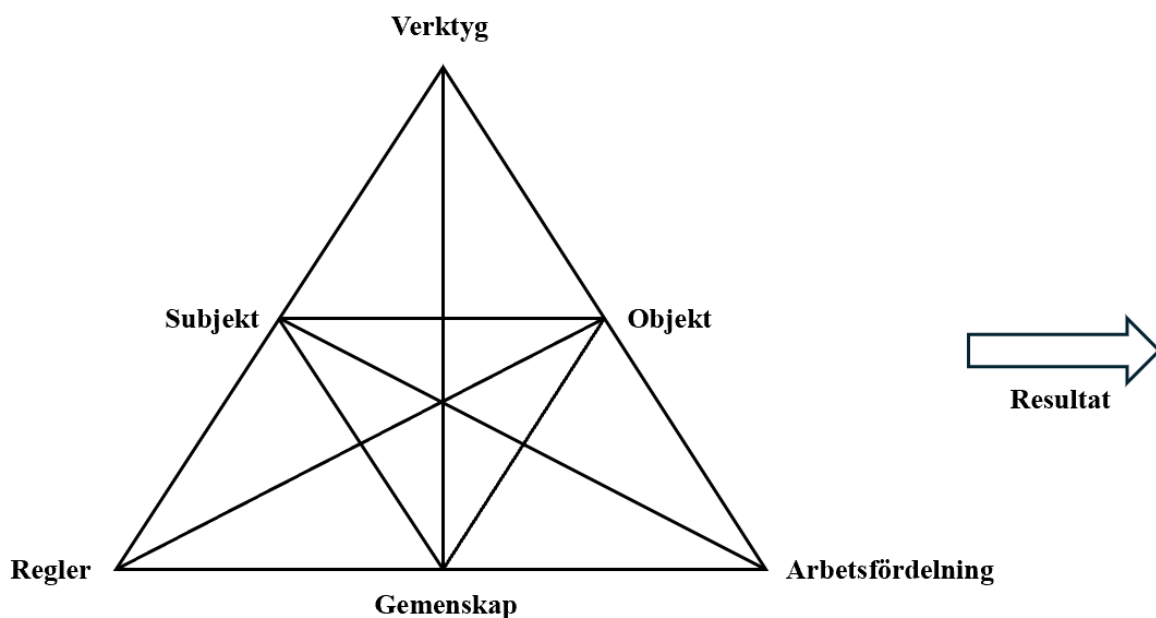 Verktyg
Subjekt
Objekt
Resultat
Regler
Arbetsfördelning
Gemenskap